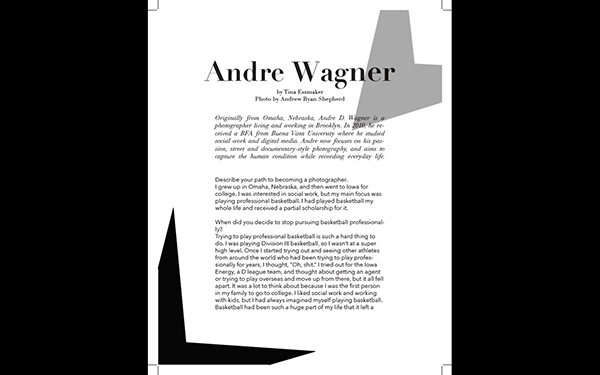 Andre Wagner
by Tina Essmaker
Photo by Andrew Ryan Shepherd
Originally from Omaha, Nebraska, Andre D. Wagner is a
photographer living and working in Brooklyn. In 2010, he re-
ceived a BFA from Buena Vista University where he studied
social work and digital media. Andre now focuses on his pas-
sion, street and documentary-style photography, and aims to
capture the human condition while recording everyday life.
Describe your path to becoming a photographer.
I grew up in Omaha, Nebraska, and then went to Iowa for
college. I was interested in social work, but my main focus was
playing professional basketball. I had played basketball my
whole life and received a partial scholarship for it.
When did you decide to stop pursuing basketball professional-
ly?
Trying to play professional basketball is such a hard thing to
do. I was playing Division III basketball, so I wasn't at a super
high level. Once I started trying out and seeing other athletes
from around the world who had been trying to play profes-
sionally for years, I thought, "Oh, shit." I tried out for the Iowa
Energy, a D league team, and thought about getting an agent
or trying to play overseas and move up from there, but it all fell
apart. It was a lot to think about because I was the first person
in my family to go to college. I liked social work and working
with kids, but I had always imagined myself playing basketball.
Basketball had been such a huge part of my life that it left a